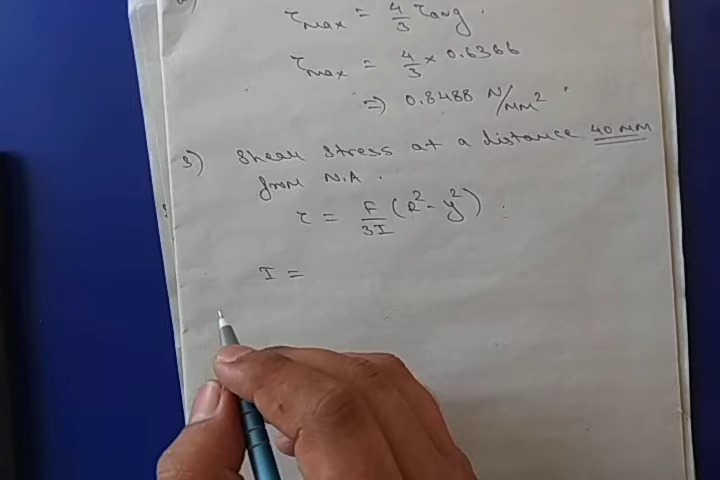 τmax = 4/3 τavg.
τmax = 4/3 × 0.6366
=> 0.8488 N/mm².
3) Shear stress at a distance 40 mm
from N.A.
τ = F/3I (R² - y²) :
I =